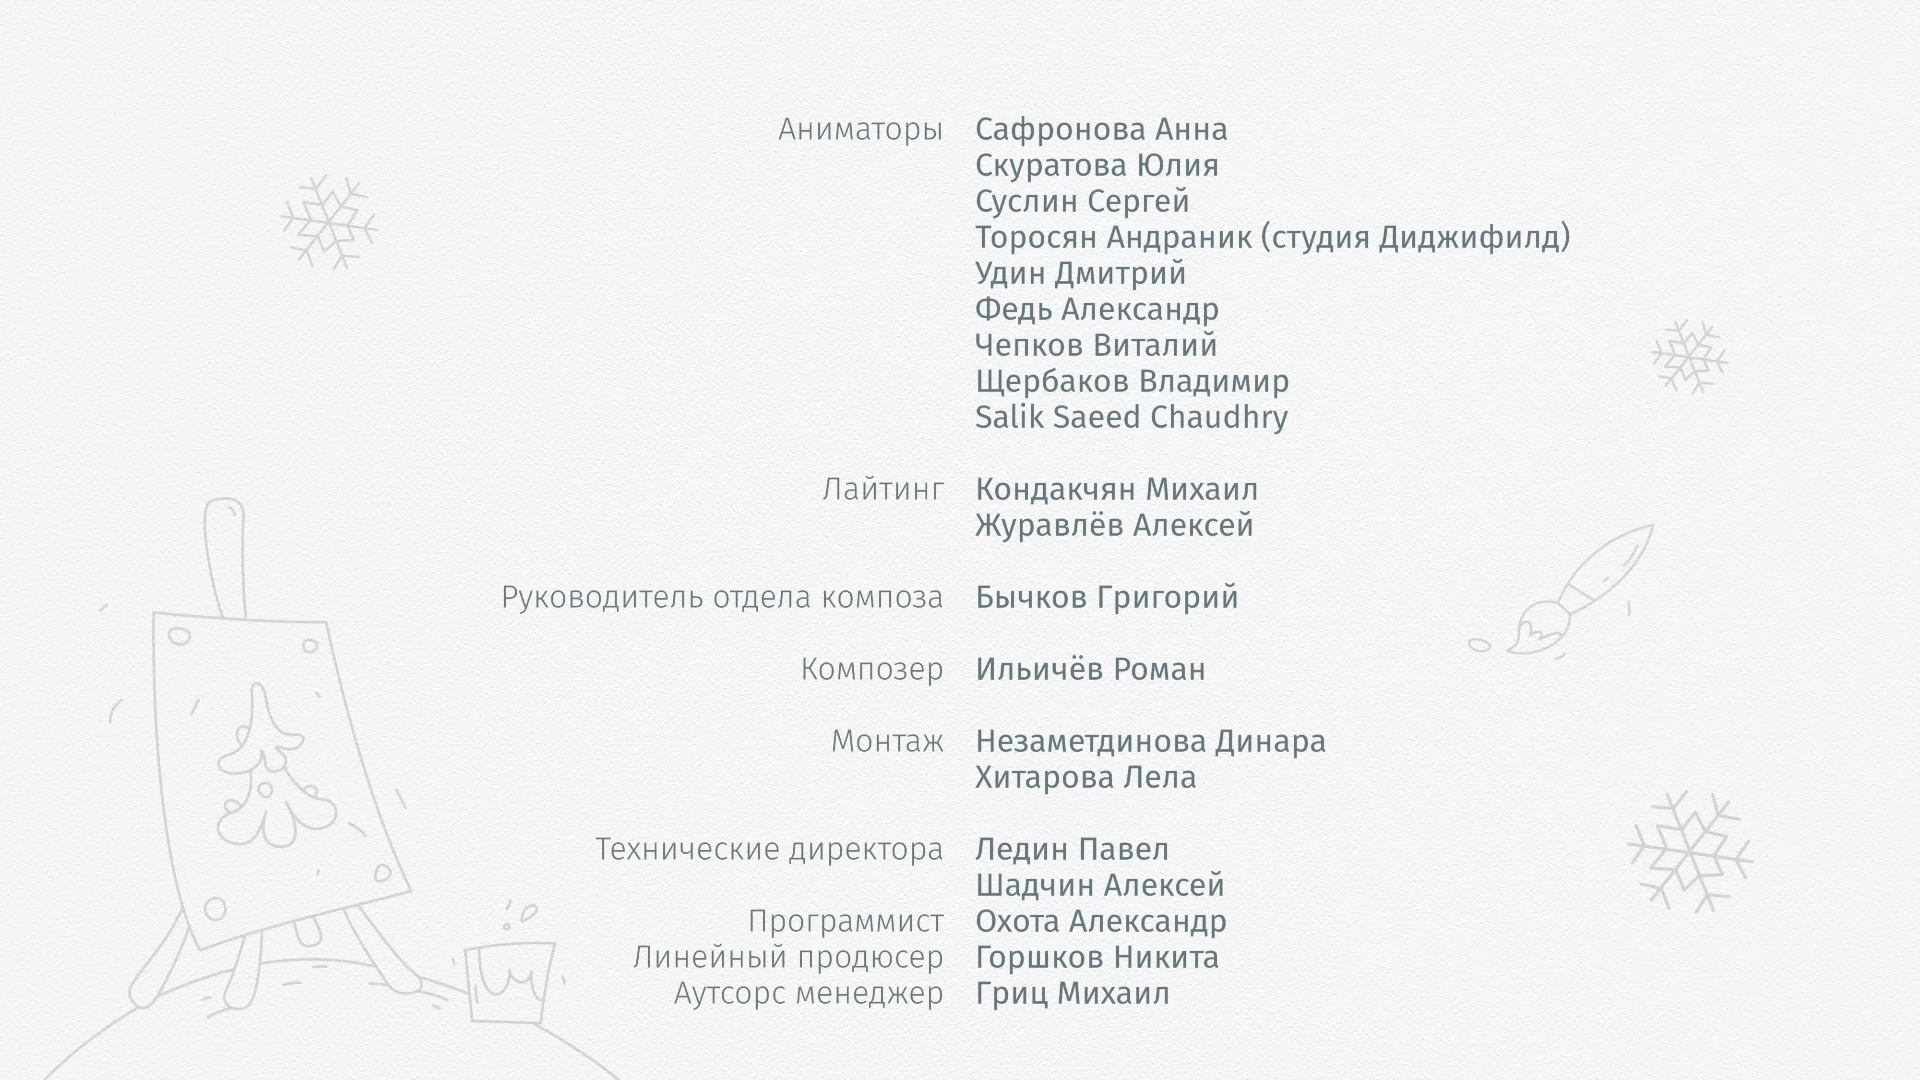 Аниматоры Сафронова Анна
Скуратова Юлия
Суслин Сергей
Торосян Андраник (студия Диджифилд)
Удин Дмитрий
Федь Александр
Чепков Виталий
Щербаков Владимир
Salik Saeed Chaudhry
Лайтинг Кондакчян Михаил
Журавлёв Алексей
Руководитель отдела композа Бычков Григорий
Композер Ильичёв Роман
Монтаж Незаметдинова Динара
Хитарова Лела
Технические директора Ледин Павел
Шадчин Алексей
Программист Охота Александр
Линейный продюсер Горшков Никита
Аутсорс менеджер Гриц Михаил